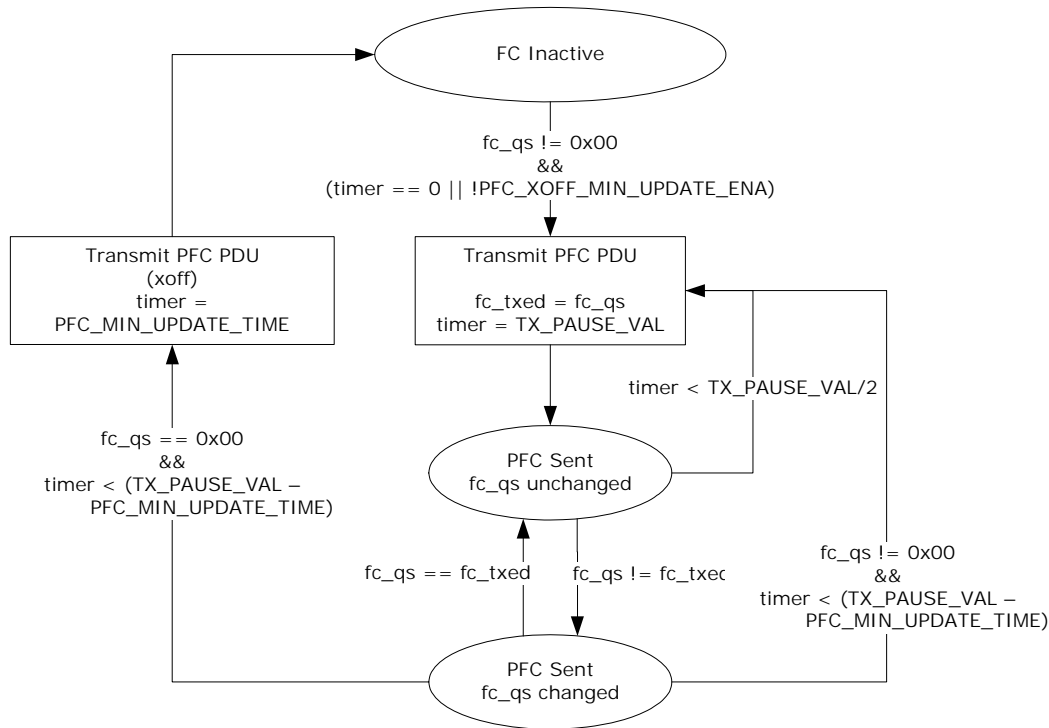 FC Inactive
fc_qs != 0x00
&&
(timer == 0 || !PFC_XOFF_MIN_UPDATE_ENA)
Transmit PFC PDU
(xoff)
timer =
PFC_MIN_UPDATE_TIME
Transmit PFC PDU
fc_txed = fc_qs
timer = TX_PAUSE_VAL
timer < TX_PAUSE_VAL/2
fc_qs == 0x00
&&
timer < (TX_PAUSE_VAL –
PFC_MIN_UPDATE_TIME)
PFC Sent
fc_qs unchanged
fc_qs == fc_txed
fc_qs != fc_txec
fc_qs != 0x00
&&
timer < (TX_PAUSE_VAL –
PFC_MIN_UPDATE_TIME)
PFC Sent
fc_qs changed